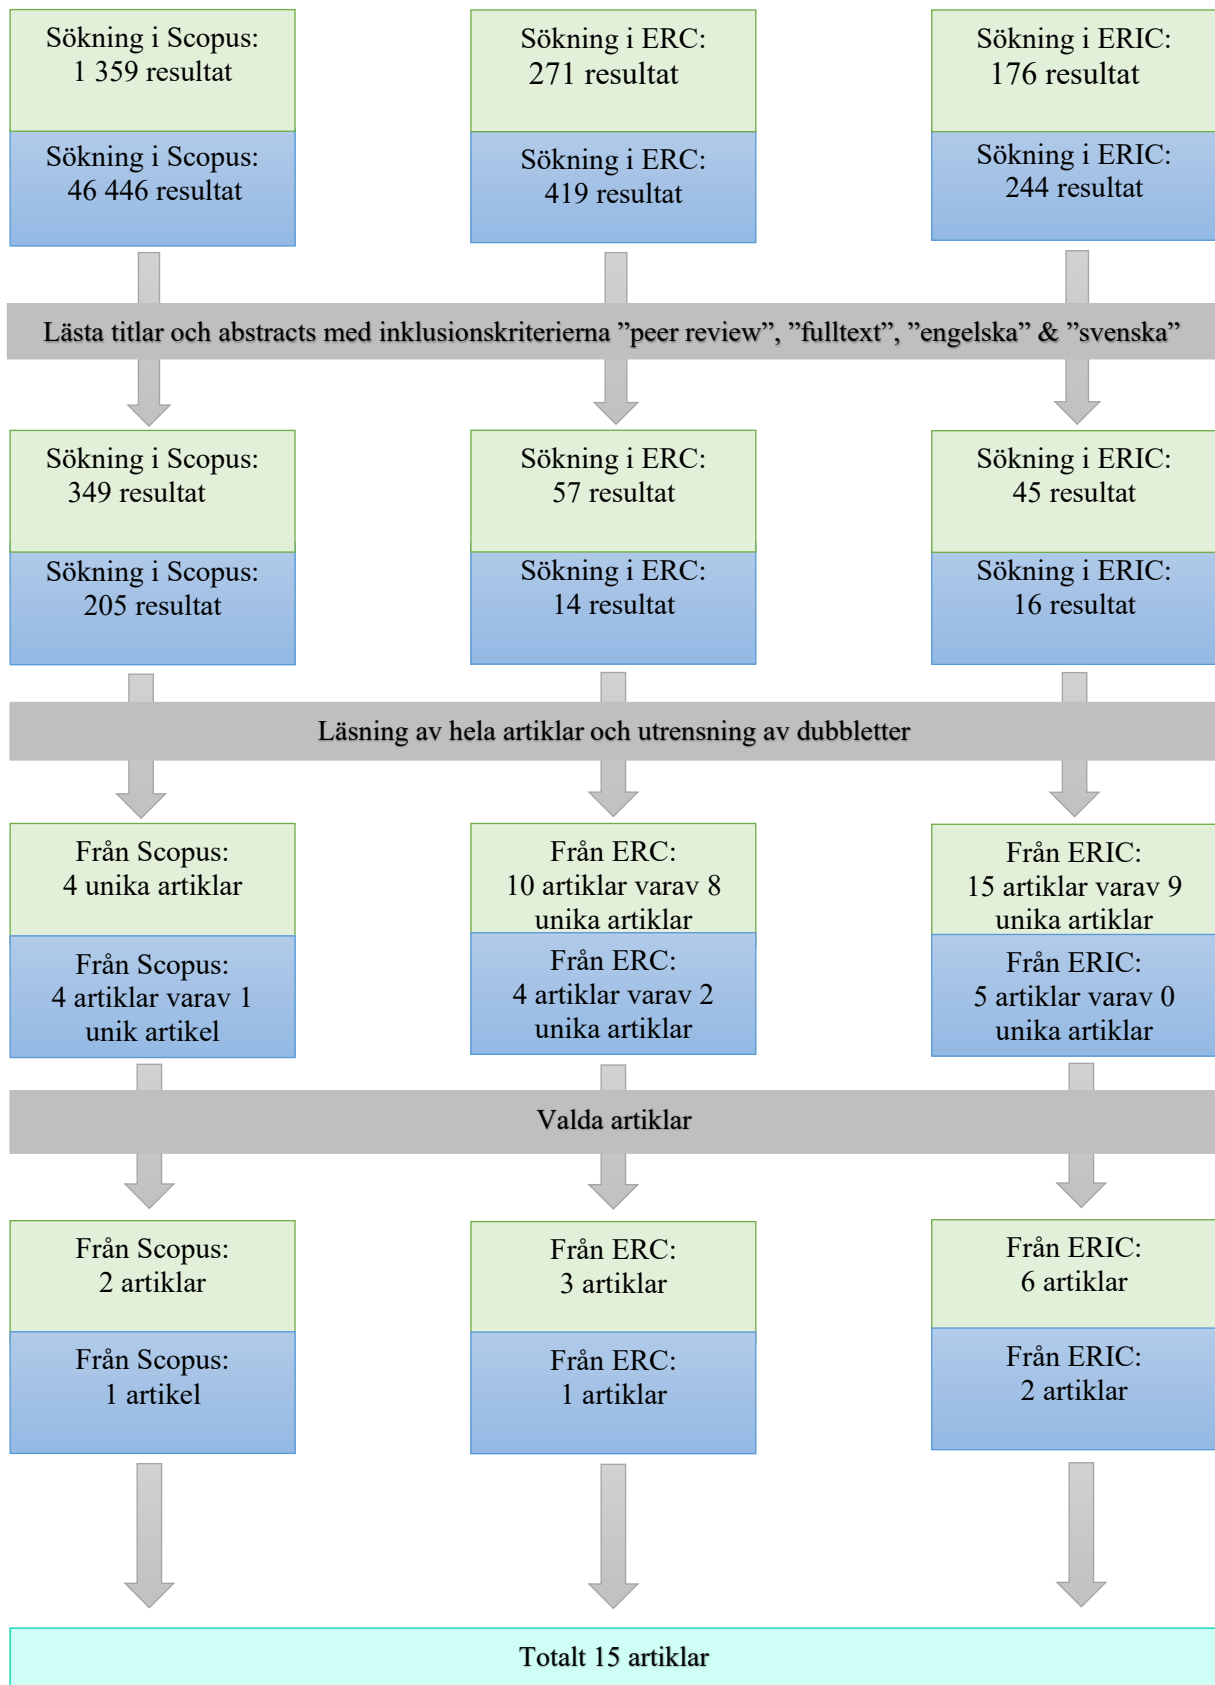 Sökning i Scopus:
1 359 resultat
Sökning i ERC:
271 resultat
Sökning i ERIC:
176 resultat
Sökning i Scopus:
46 446 resultat
Sökning i ERC:
419 resultat
Sökning i ERIC:
244 resultat
Lästa titlar och abstracts med inklusionskriterierna ”peer review”, ”fulltext”, ”engelska” & ”svenska”
Sökning i Scopus:
349 resultat
Sökning i ERC:
57 resultat
Sökning i ERIC:
45 resultat
Sökning i Scopus:
205 resultat
Sökning i ERC:
14 resultat
Sökning i ERIC:
16 resultat
Läsning av hela artiklar och utrensning av dubbletter
Från Scopus:
4 unika artiklar
Från ERC:
10 artiklar varav 8
unika artiklar
Från ERIC:
15 artiklar varav 9
unika artiklar
Från Scopus:
4 artiklar varav 1
unik artikel
Från ERC:
4 artiklar varav 2
unika artiklar
Från ERIC:
5 artiklar varav 0
unika artiklar
Valda artiklar
Från Scopus:
2 artiklar
Från ERC:
3 artiklar
Från ERIC:
6 artiklar
Från Scopus:
1 artikel
Från ERC:
1 artiklar
Från ERIC:
2 artiklar
Totalt 15 artiklar